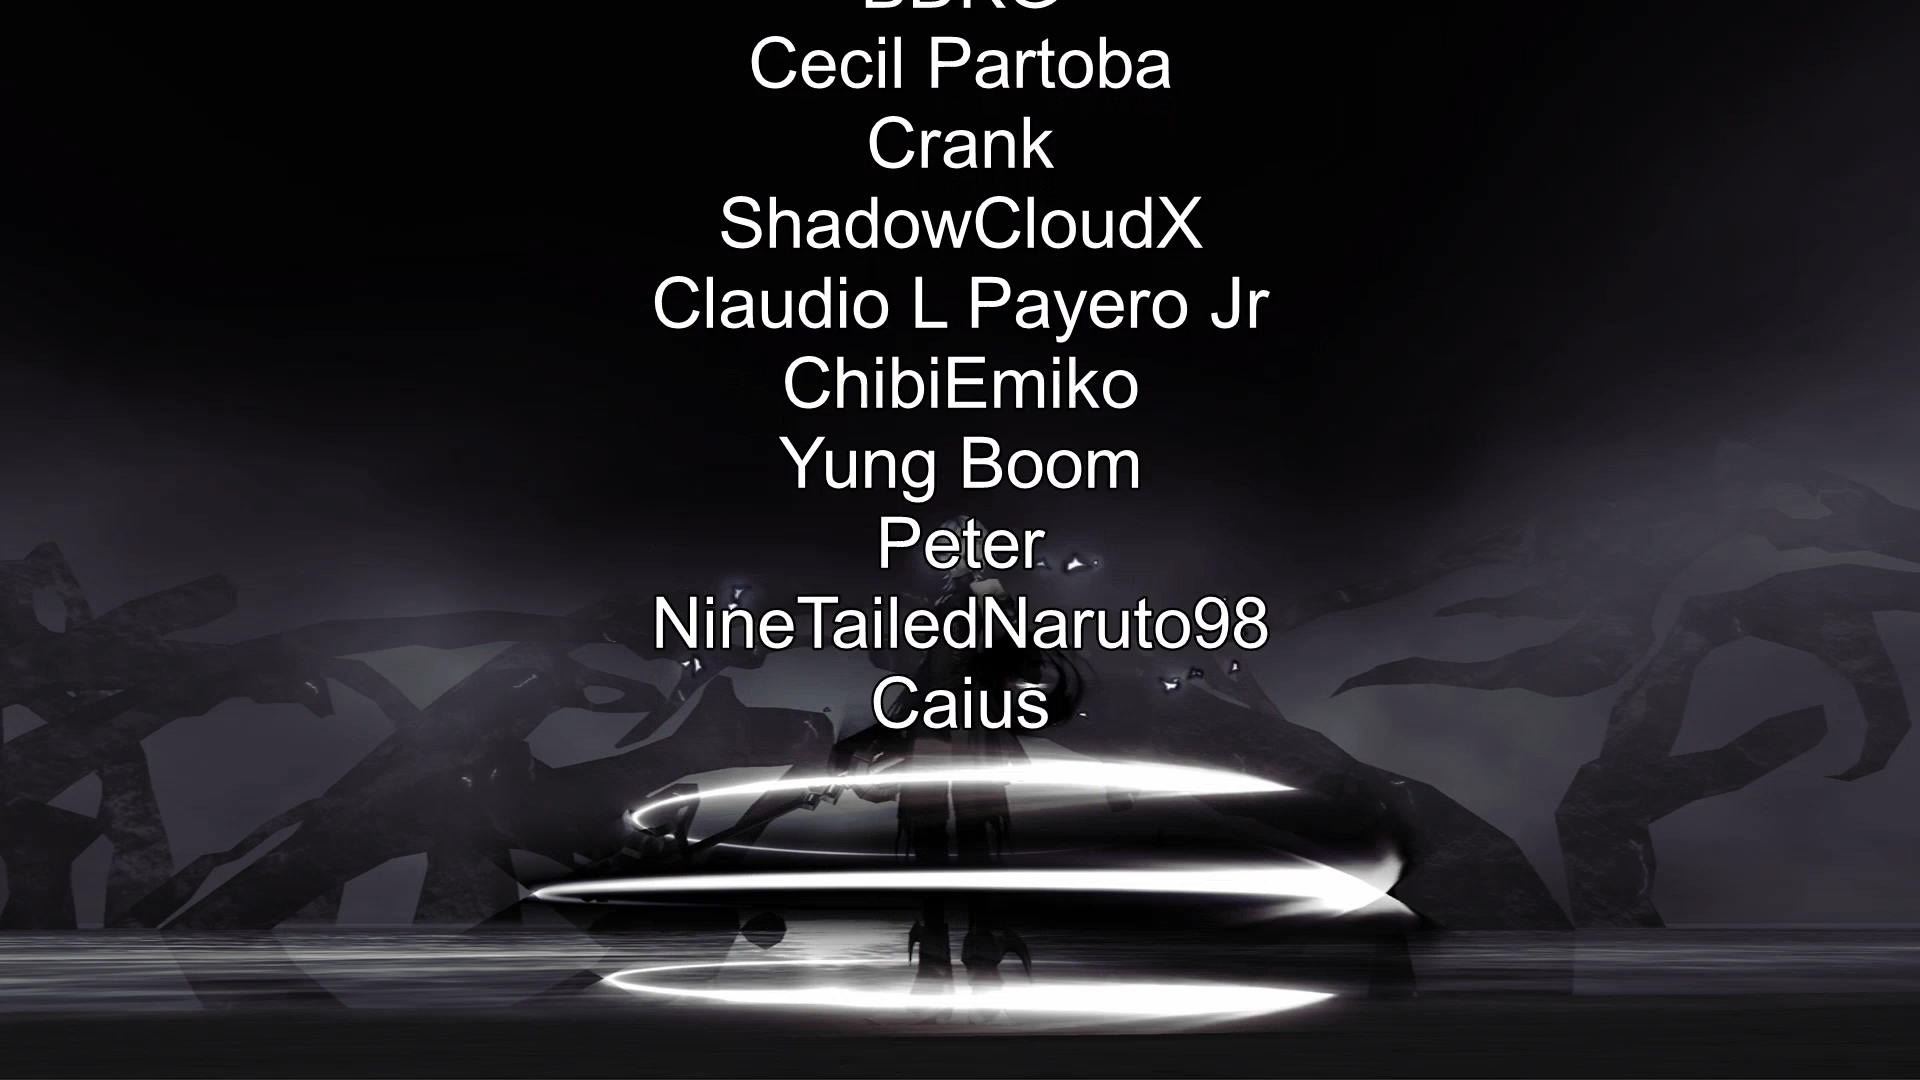 Cecil Partoba
Crank
ShadowCloudX
Claudio L Payero Jr
ChibiEmiko
Yung Boom
Peter
NineTailedNaruto98
Caius